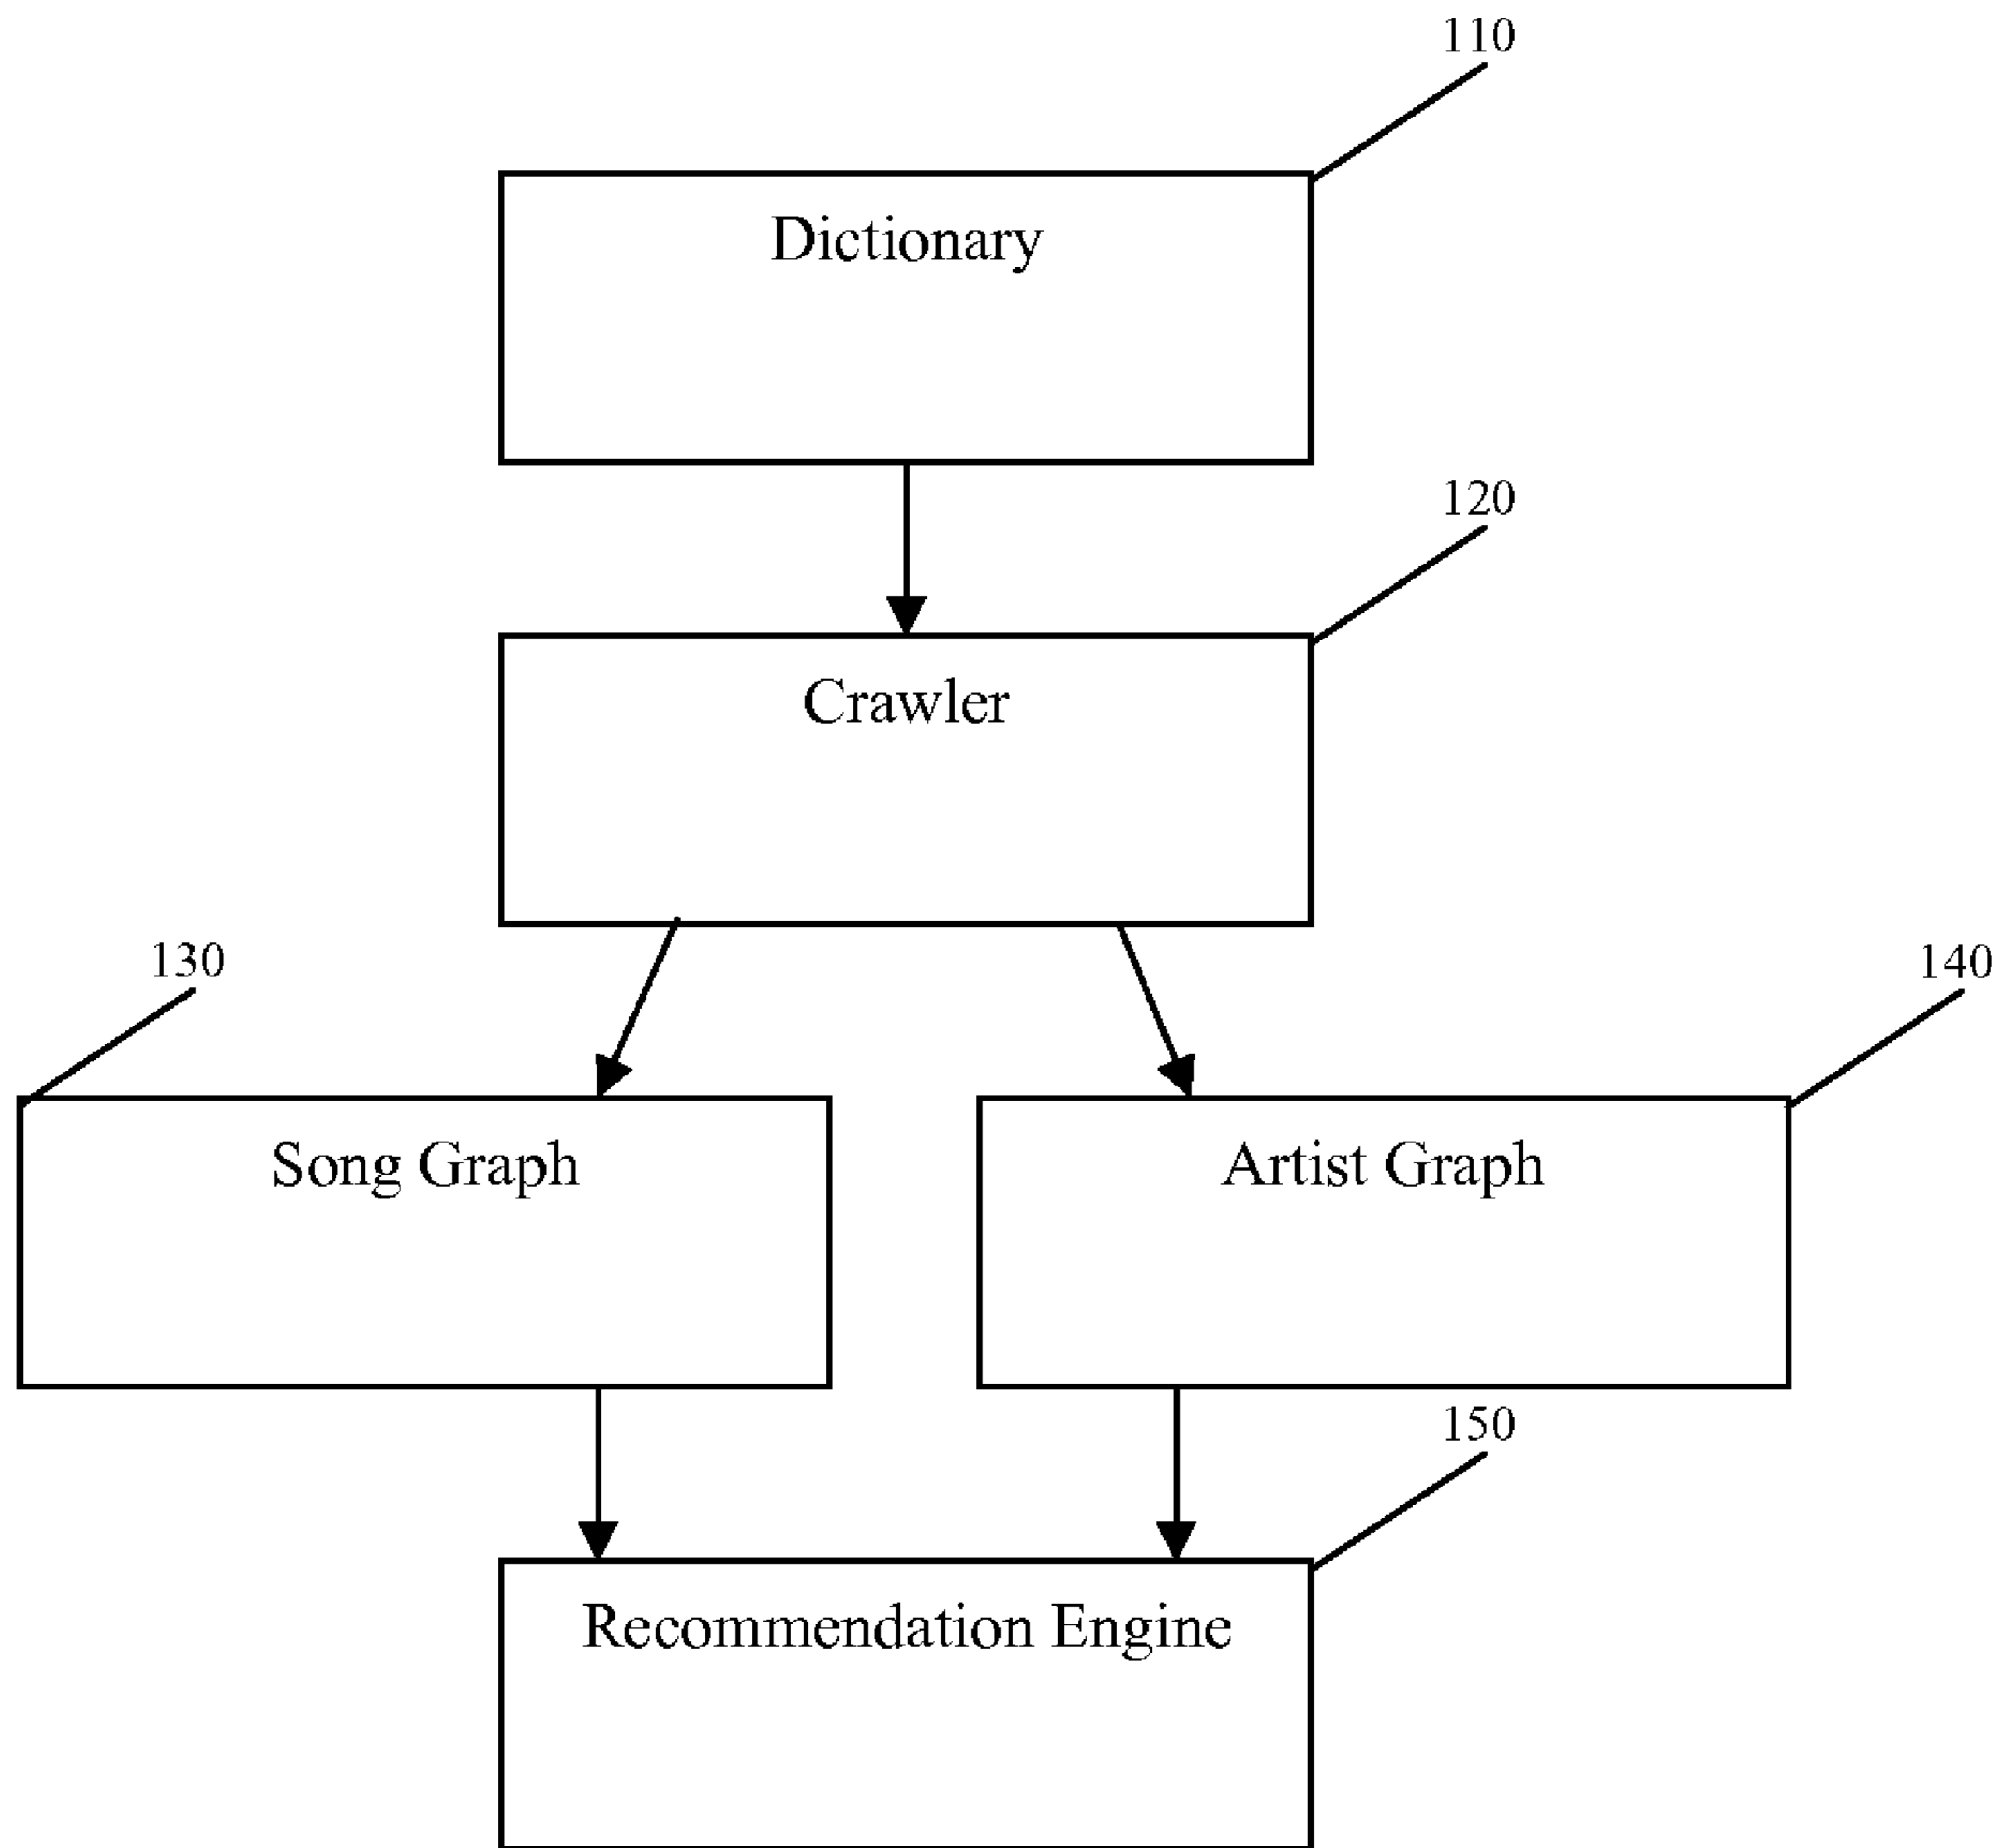 110
Dictionary
120
Crawler
130
140
Song Graph
Artist Graph
150
Recommendation Engine